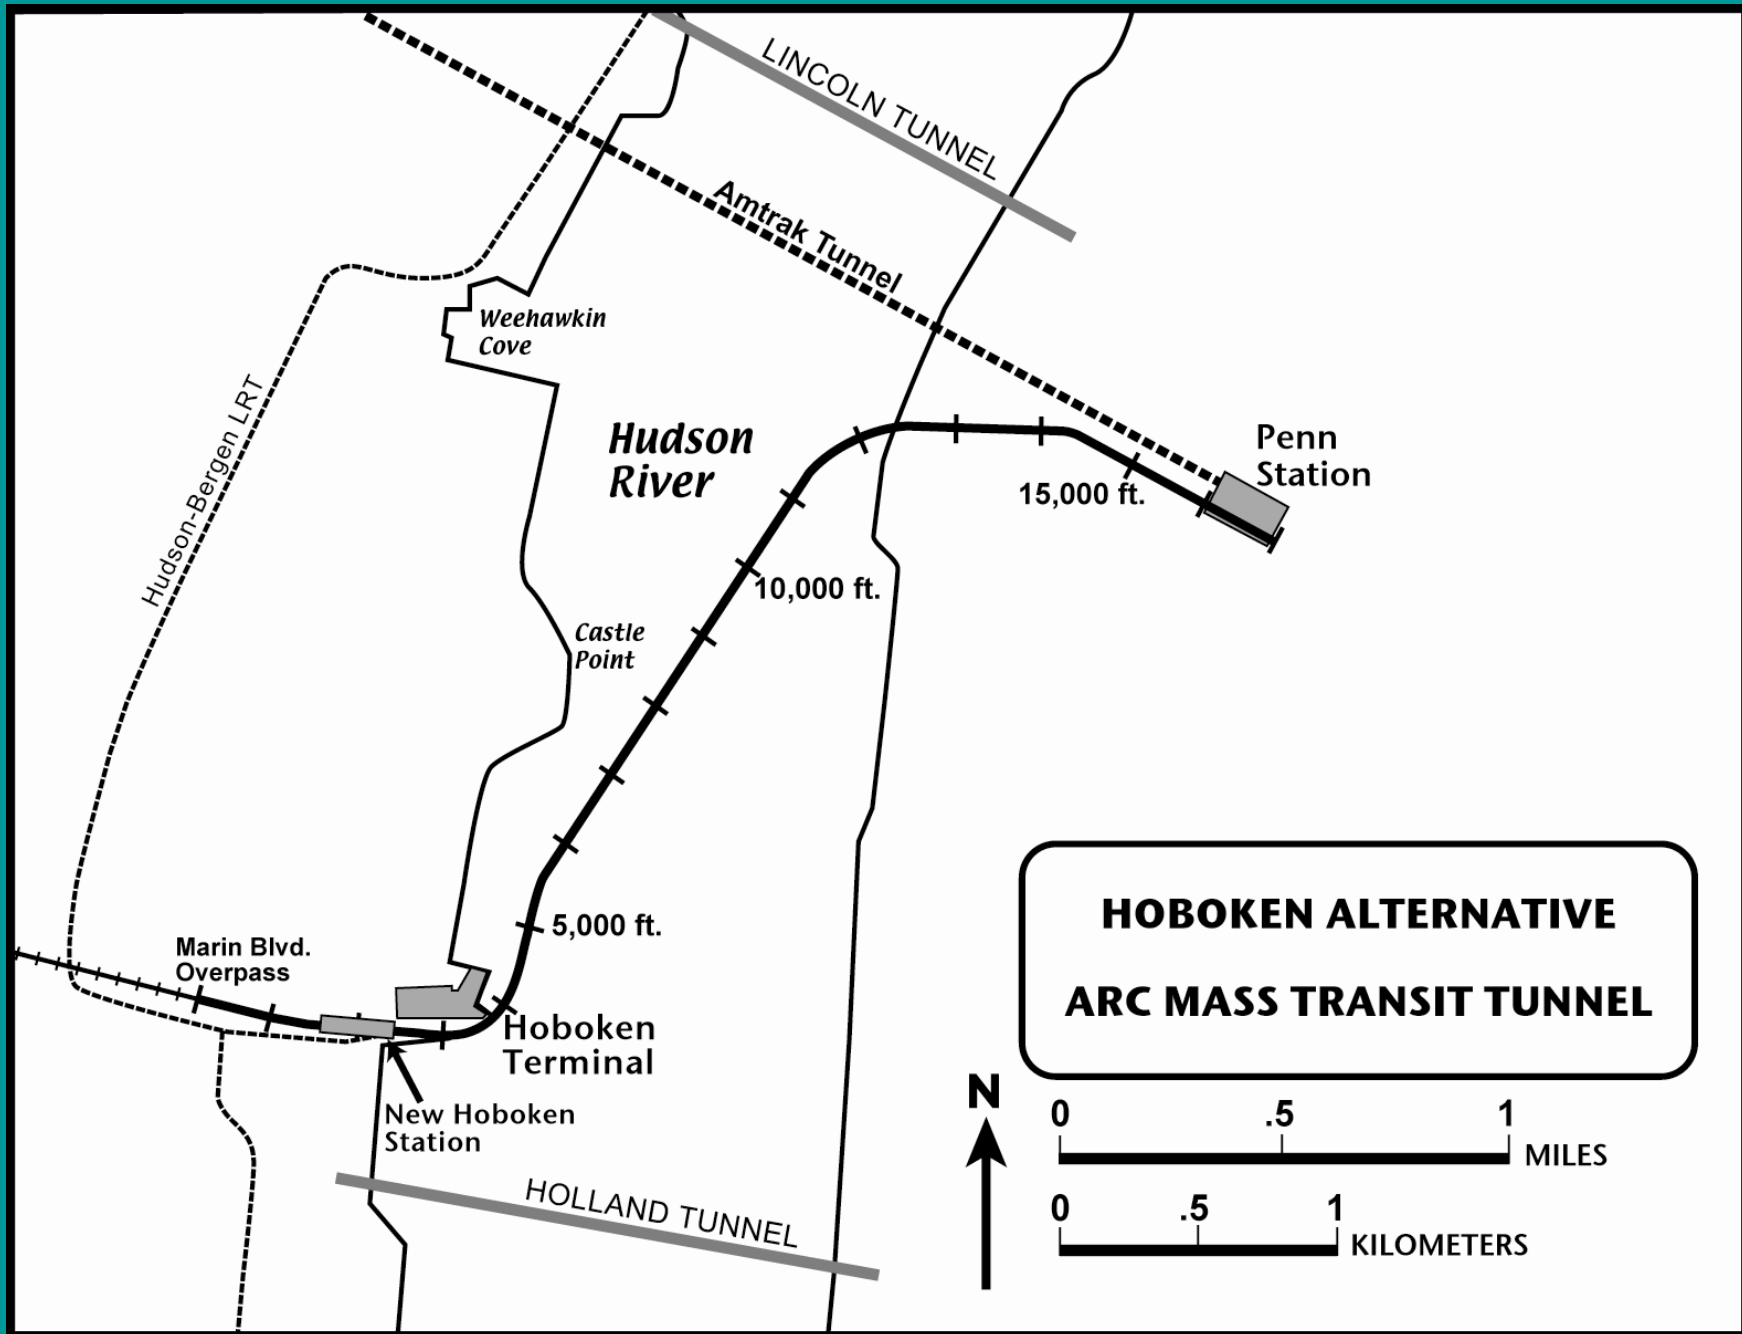 LINCOLN TUNNEL
Amtrak Tunnel
Weehawkin
Cove
Hudson-Bergen LRT
Hudson
River
Penn
Station
15,000 ft.
10,000 ft.
Castle
Point
5,000 ft.
Marin Blvd.
Overpass
Hoboken
Terminal
New Hoboken
Station
HOLLAND TUNNEL
HOBOKEN ALTERNATIVE
ARC MASS TRANSIT TUNNEL
N
0 .5 1
MILES
0 .5 1
KILOMETERS